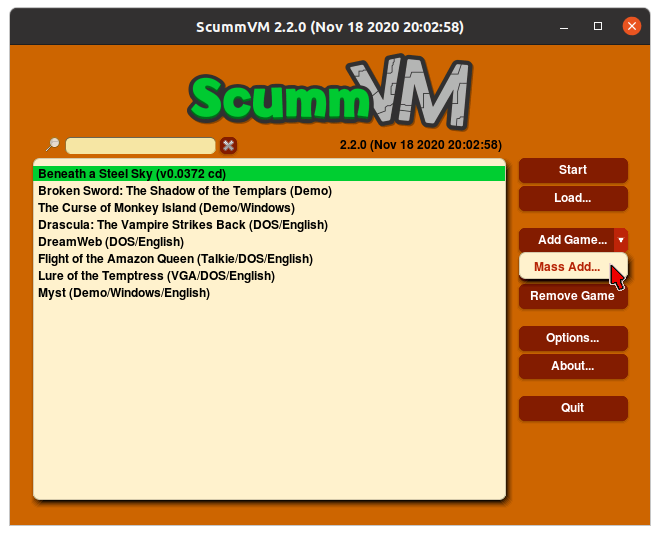 ScummVM 2.2.0 (Nov 18 2020 20:02:58)
ScummVM
2.2.0 (Nov 18 2020 20:02:58)
Beneath a Steel Sky (v0.0372 cd)
Broken Sword: The Shadow of the Templars (Demo)
The Curse of Monkey Island (Demo/Windows)
Drascula: The Vampire Strikes Back (DOS/English)
DreamWeb (DOS/English)
Flight of the Amazon Queen (Talkie/DOS/English)
Lure of the Temptress (VGA/DOS/English)
Myst (Demo/Windows/English)
Start
Load...
Add Game...
Mass Add...
Remove Game
Options...
About...
Quit